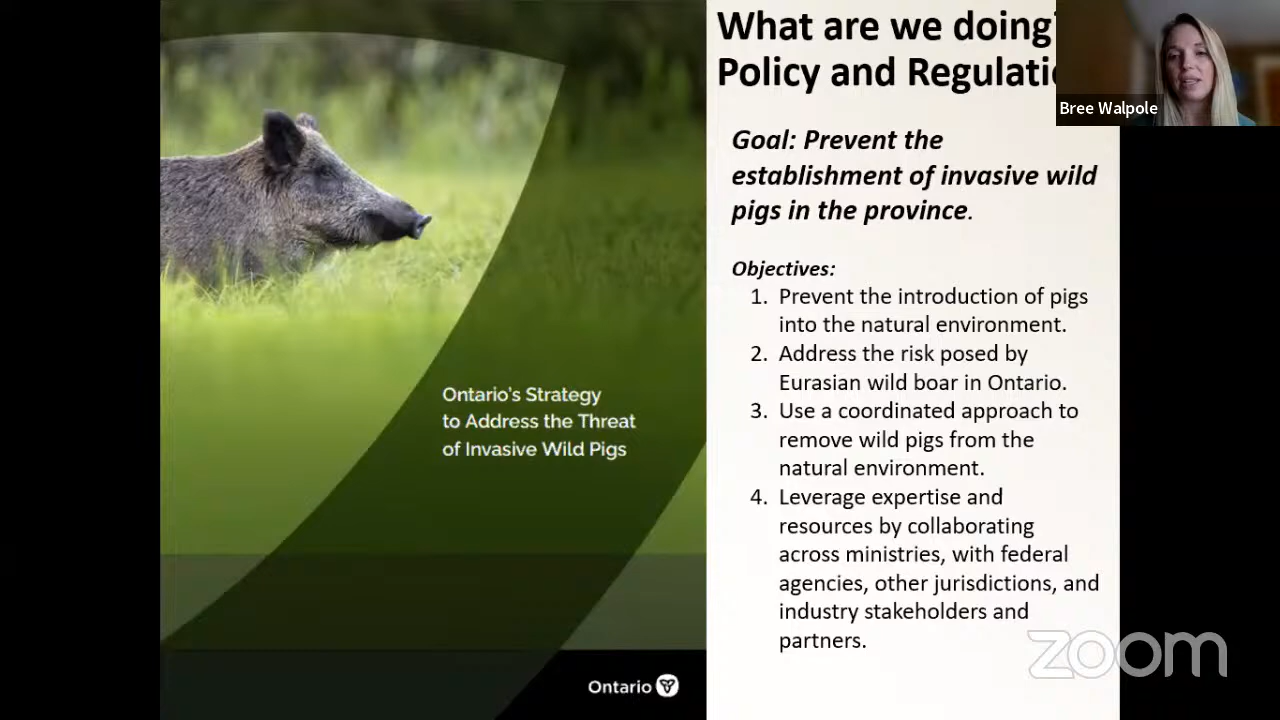 What are we doing?
Policy and Regulatio
Bree Walpole
Goal: Prevent the
establishment of invasive wild
pigs in the province.
Objectives:
1. Prevent the introduction of pigs
into the natural environment.
2. Address the risk posed by
Eurasian wild boar in Ontario.
3. Use a coordinated approach to
remove wild pigs from the
natural environment.
4. Leverage expertise and
resources by collaborating
across ministries, with federal
agencies, other jurisdictions, and
industry stakeholders and
partners.
Ontario's Strategy
to Address the Threat
of Invasive Wild Pigs
Ontario
zoom